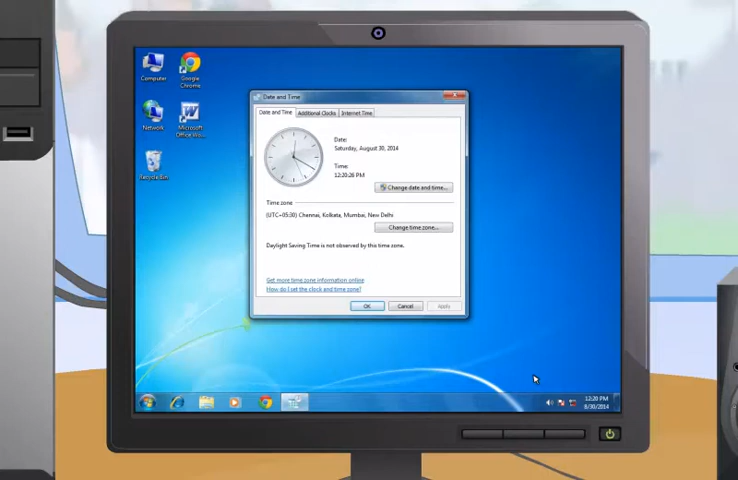 Computer
Google
Chrome
Network
Microsoft
Office Wo...
Recycle Bin
Date and Time
Date and Time
Additional Clocks
Internet Time
Date:
Saturday, August 30, 2014
Time:
12:20:26 PM
Change date and time...
Time zone
(UTC+05:30) Chennai, Kolkata, Mumbai, New Delhi
Change time zone...
Daylight Saving Time is not observed by this time zone.
Get more time zone information online
How do I set the clock and time zone?
OK
Cancel
Apply
12:20 PM
8/30/2014